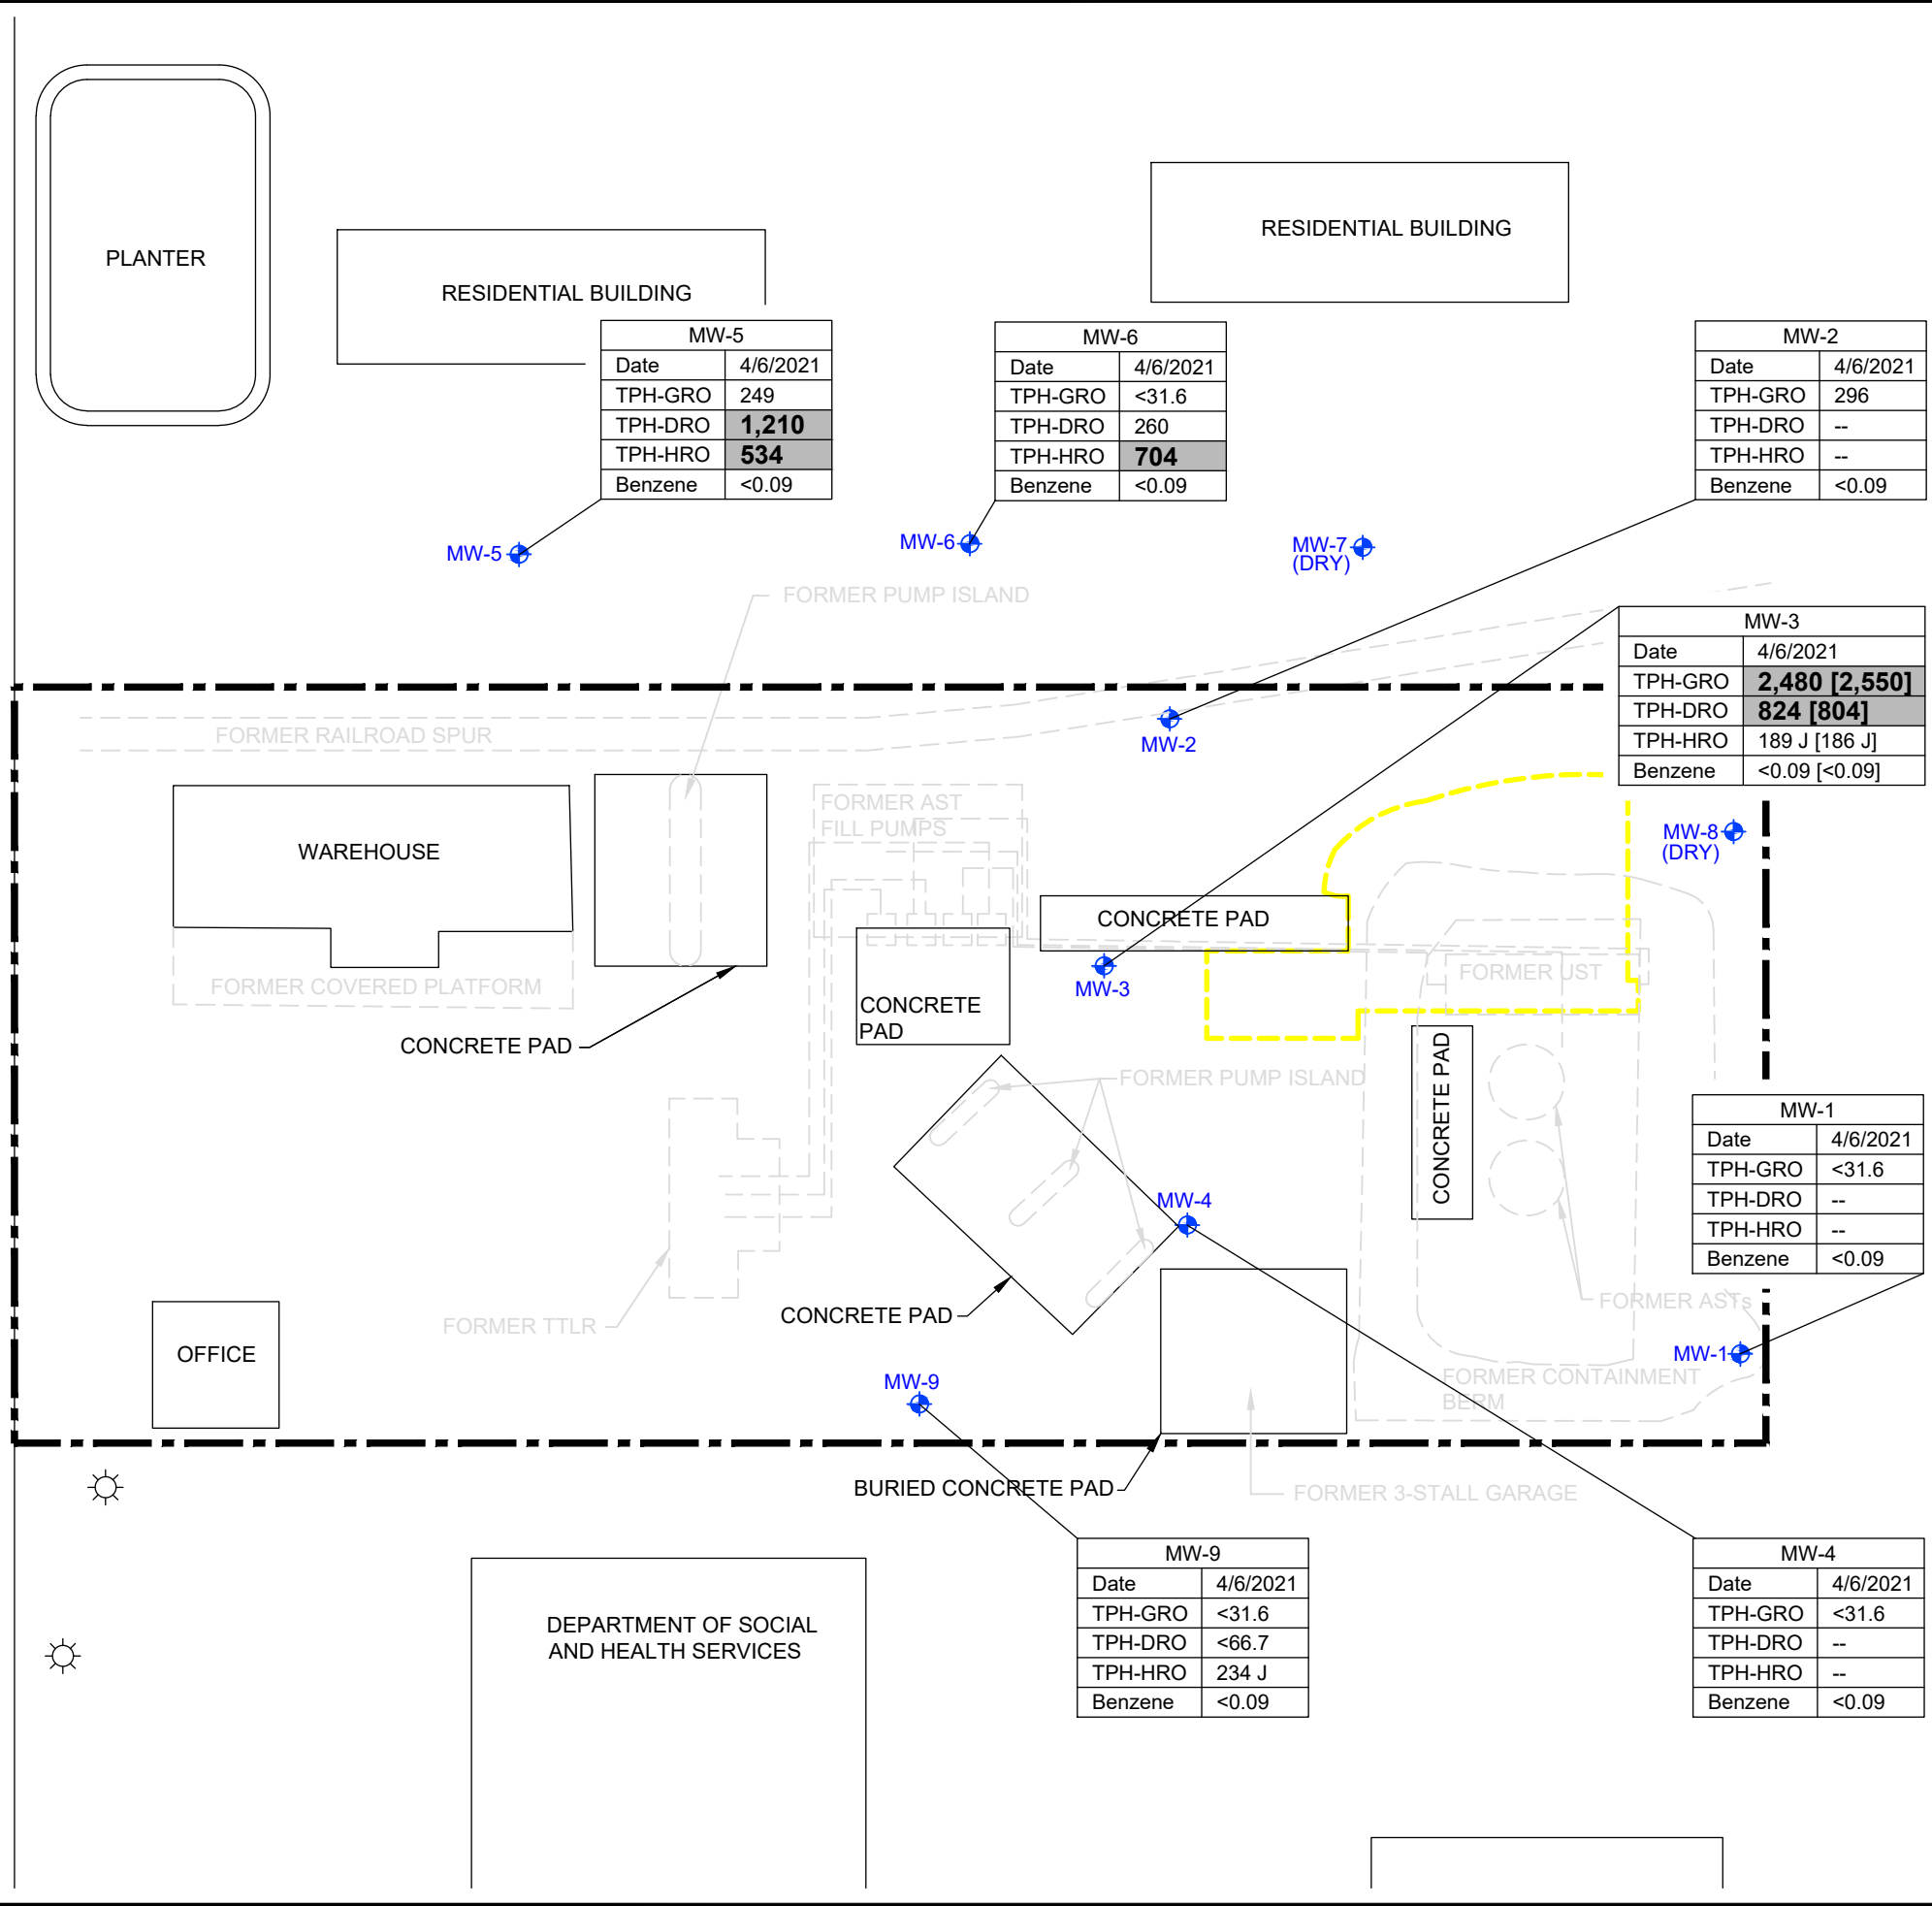 PLANTER
RESIDENTIAL BUILDING
RESIDENTIAL BUILDING
MW-5
Date 4/6/2021
TPH-GRO 249
TPH-DRO 1,210
TPH-HRO 534
Benzene <0.09
MW-6
Date 4/6/2021
TPH-GRO <31.6
TPH-DRO 260
TPH-HRO 704
Benzene <0.09
MW-2
Date 4/6/2021
TPH-GRO 296
TPH-DRO --
TPH-HRO --
Benzene <0.09
MW-5
MW-6
MW-7
(DRY)
FORMER PUMP ISLAND
MW-3
Date 4/6/2021
TPH-GRO 2,480 [2,550]
TPH-DRO 824 [804]
TPH-HRO 189 J [186 J]
Benzene <0.09 [<0.09]
FORMER RAILROAD SPUR
MW-2
WAREHOUSE
FORMER AST
FILL PUMPS
MW-8
(DRY)
CONCRETE PAD
FORMER COVERED PLATFORM
CONCRETE
PAD
MW-3
FORMER UST
CONCRETE PAD
FORMER PUMP ISLAND
CONCRETE PAD
MW-1
Date 4/6/2021
TPH-GRO <31.6
TPH-DRO --
TPH-HRO --
Benzene <0.09
MW-4
FORMER ASTs
CONCRETE PAD
FORMER TTLR
OFFICE
MW-1
FORMER CONTAINMENT
BERM
MW-9
BURIED CONCRETE PAD
FORMER 3-STALL GARAGE
MW-9
Date 4/6/2021
TPH-GRO <31.6
TPH-DRO <66.7
TPH-HRO 234 J
Benzene <0.09
MW-4
Date 4/6/2021
TPH-GRO <31.6
TPH-DRO --
TPH-HRO --
Benzene <0.09
DEPARTMENT OF SOCIAL
AND HEALTH SERVICES